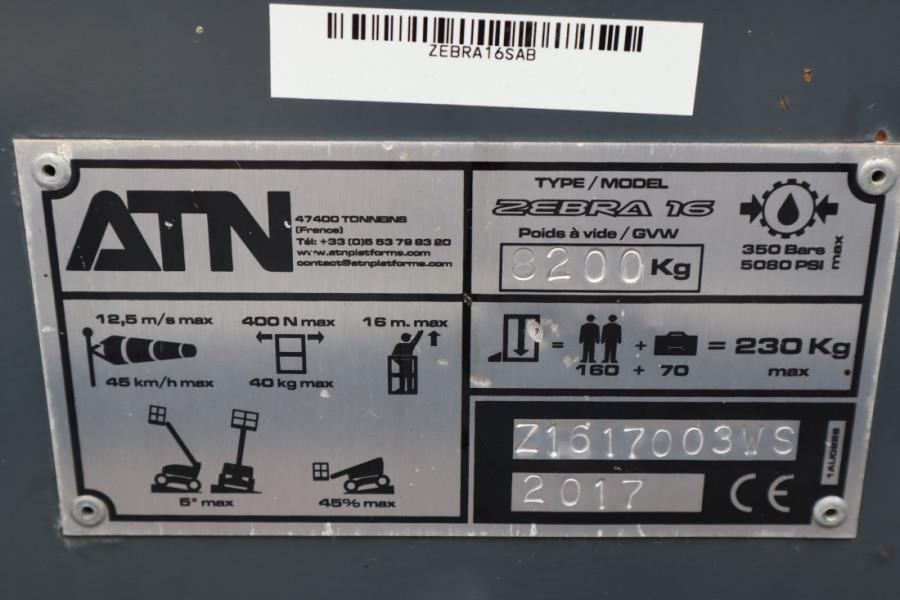 ZEBRA16SAB
ATN
47400 TONNEINS
(France)
Tél: +33 (0)5 53 79 83 20
www.atnplatforms.com
contact@atnplatforms.com
TYPE / MODEL
ZEBRA 16
Poids à vide / GVW
8200 Kg
350 Bars
5080 PSI
max
12,5 m/s max
45 km/h max
400 N max
40 kg max
16 m. max
5° max
45% max
= + = 230 Kg
160 + 70 max
Z1617003WS
2017
CE